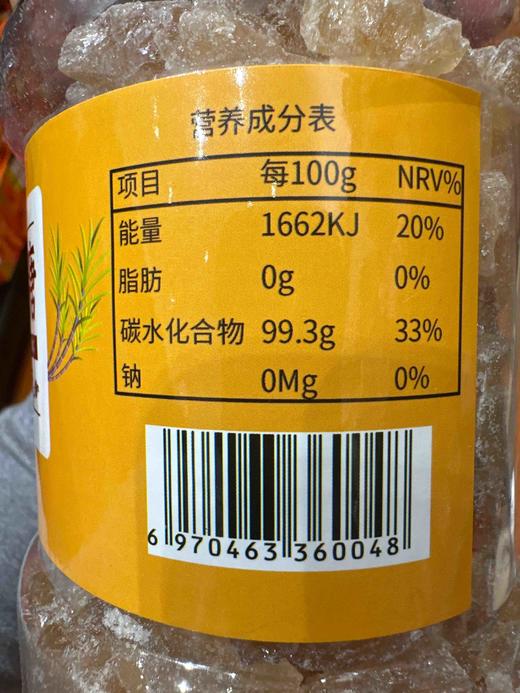 营养成分表
项目 每100g NRV%
能量 1662KJ 20%
脂肪 0g 0%
碳水化合物 99.3g 33%
钠 0Mg 0%
6 970463 360048